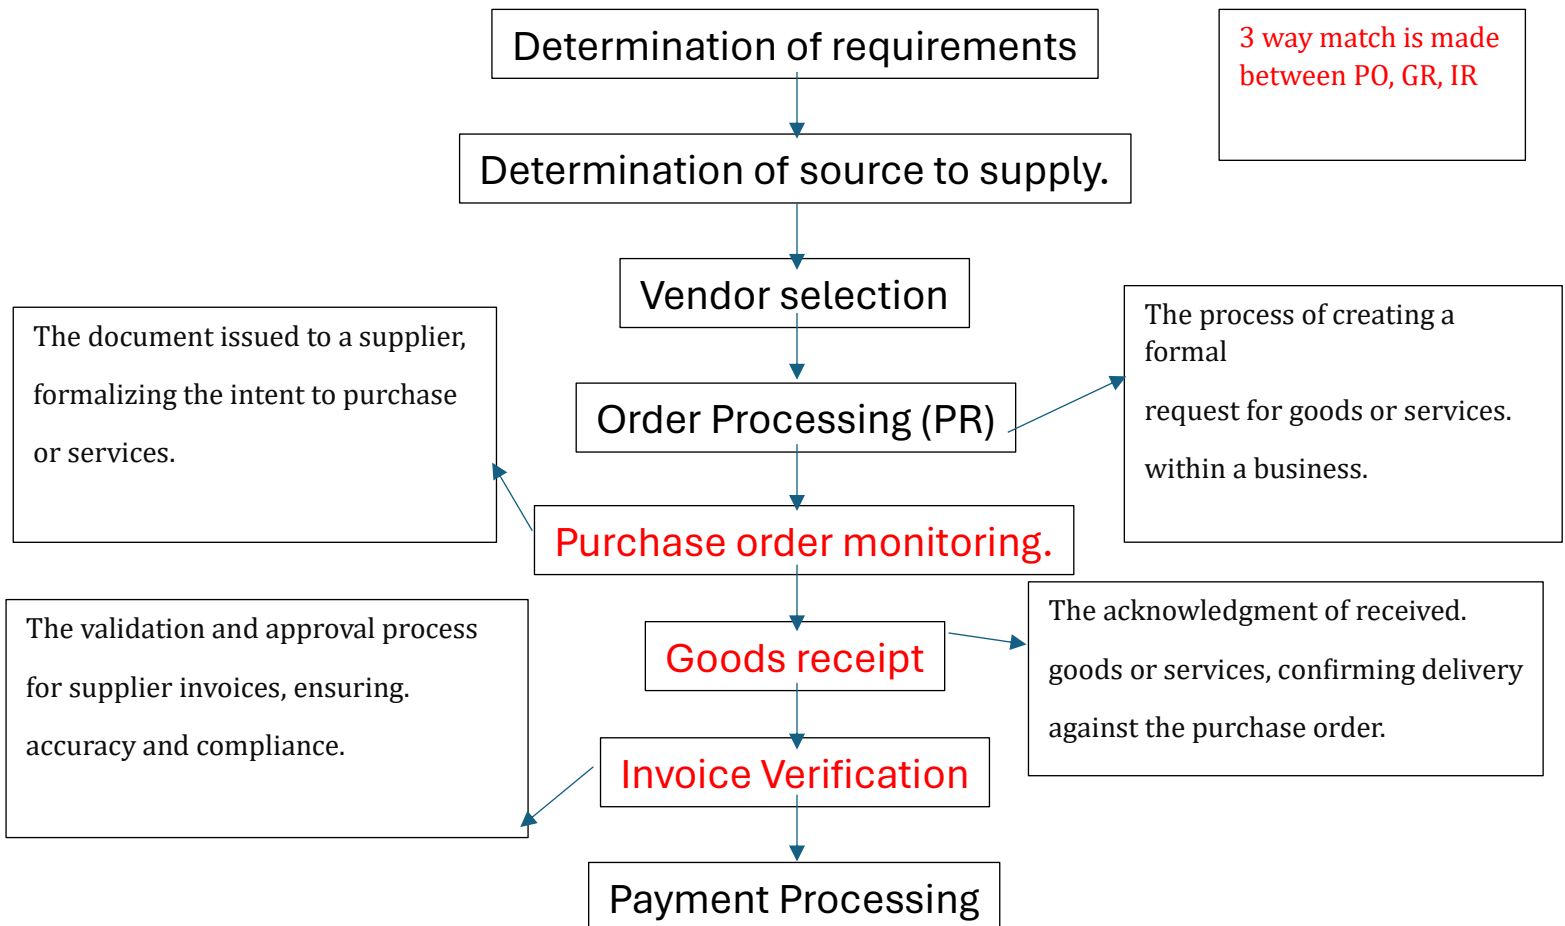 Determination of requirements
3 way match is made
between PO, GR, IR
Determination of source to supply.
Vendor selection
The document issued to a supplier,
formalizing the intent to purchase
or services.
The process of creating a
formal
request for goods or services.
within a business.
Order Processing (PR)
Purchase order monitoring.
The validation and approval process
for supplier invoices, ensuring.
accuracy and compliance.
Goods receipt
The acknowledgment of received.
goods or services, confirming delivery
against the purchase order.
Invoice Verification
Payment Processing